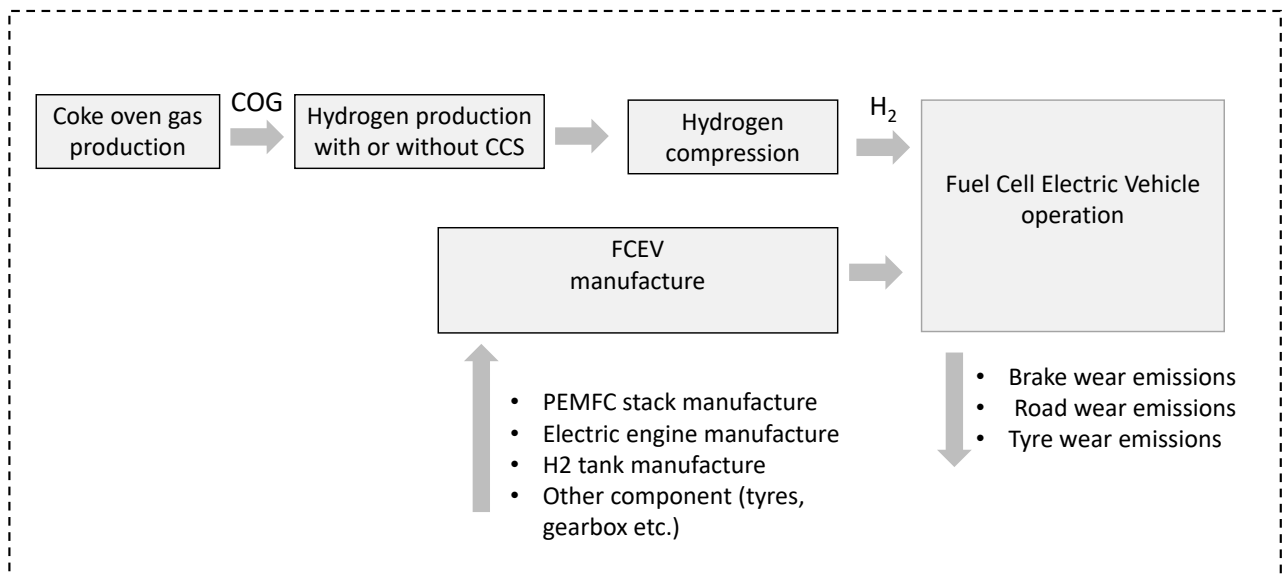 Coke oven gas
production
COG
Hydrogen production
with or without CCS
Hydrogen
compression
H₂
Fuel Cell Electric Vehicle
operation
FCEV
manufacture
• PEMFC stack manufacture
• Electric engine manufacture
• H2 tank manufacture
• Other component (tyres,
gearbox etc.)
• Brake wear emissions
• Road wear emissions
• Tyre wear emissions